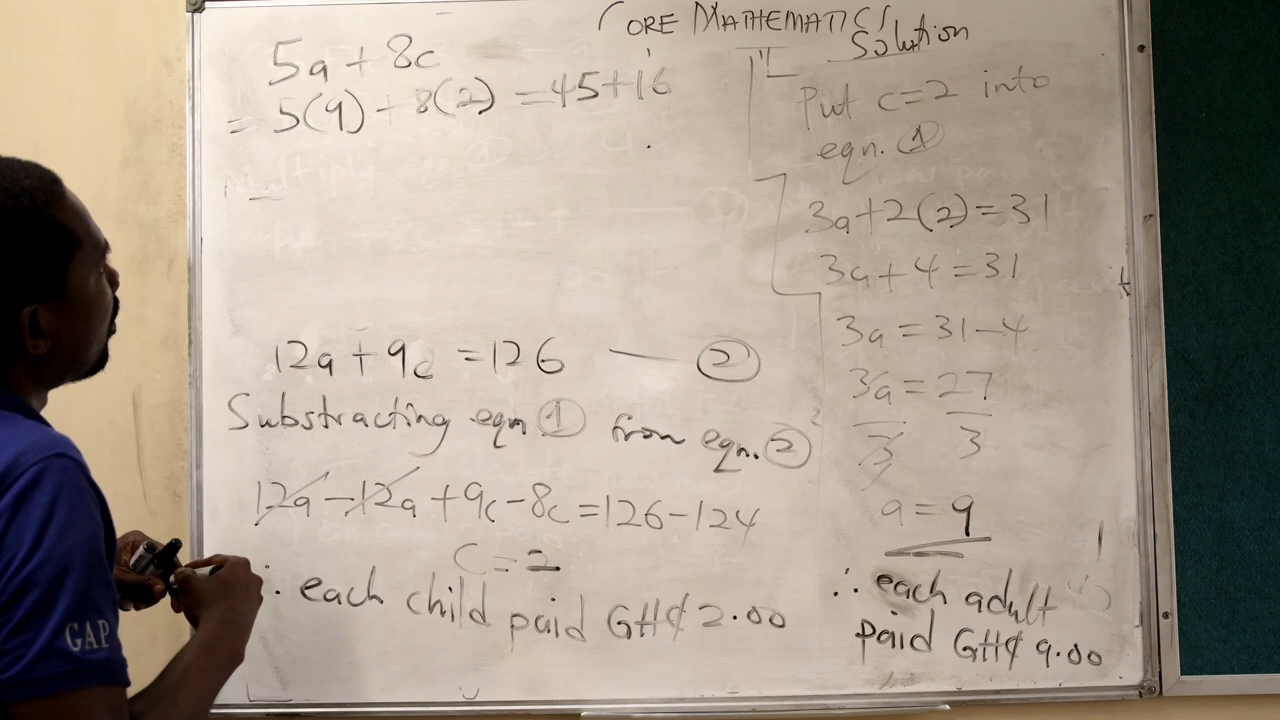 CORE MATHEMATICS
5a + 8c
= 5(9) + 8(2) = 45+16
12a + 9c = 126 — ②
Substracting eqn ① from eqn. ②
12a - 12a + 9c - 8c = 126 - 124
C = 2
∴ each child paid GH₵ 2.00
Solution
Put c=2 into
eqn. ①
3a+2(2)=31
3a + 4 = 31
3a = 31 - 4
3a = 27
3 3
a = 9
∴ each adult
paid GH₵ 9.00
GAP